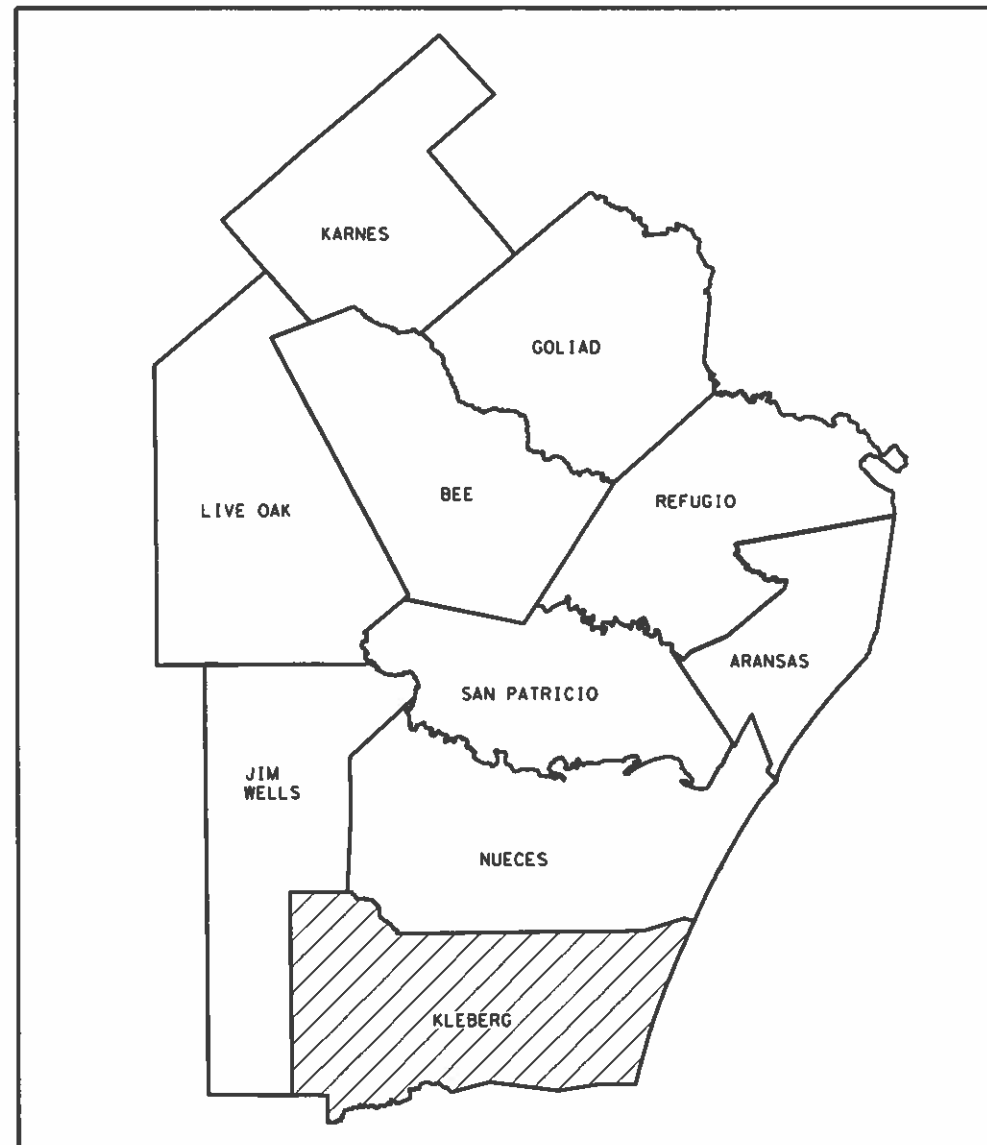 KARNES
GOLIAD
LIVE OAK
BEE
REFUGIO
ARANSAS
SAN PATRICIO
JIM
WELLS
NUECES
KLEBERG